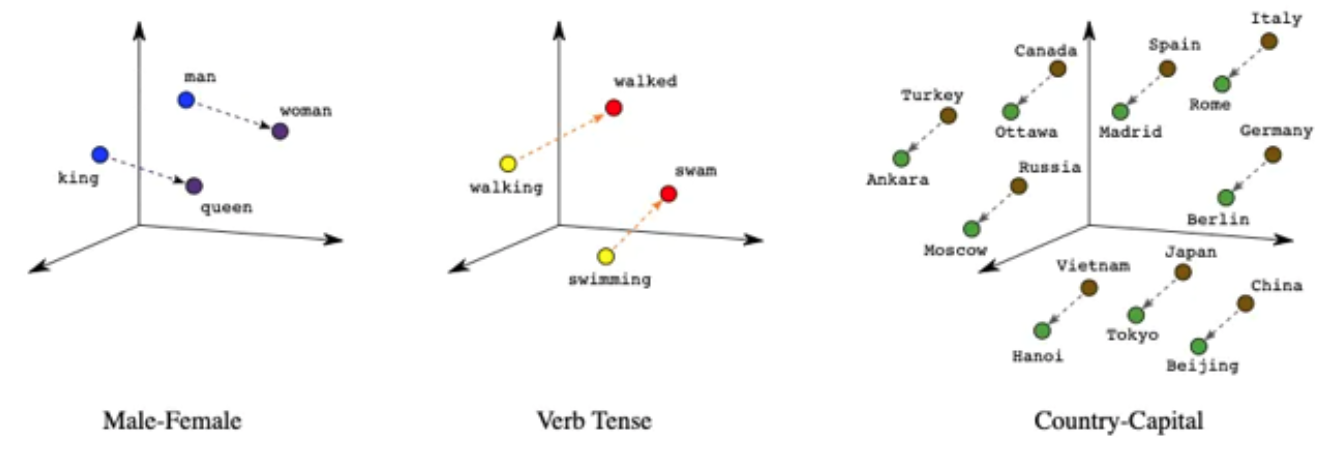 man
woman
king
queen
Male-Female
walked
walking
swam
swimming
Verb Tense
Italy
Spain
Canada
Rome
Turkey
Ottawa
Madrid
Germany
Ankara
Russia
Berlin
Moscow
Japan
Vietnam
China
Tokyo
Hanoi
Beijing
Country-Capital